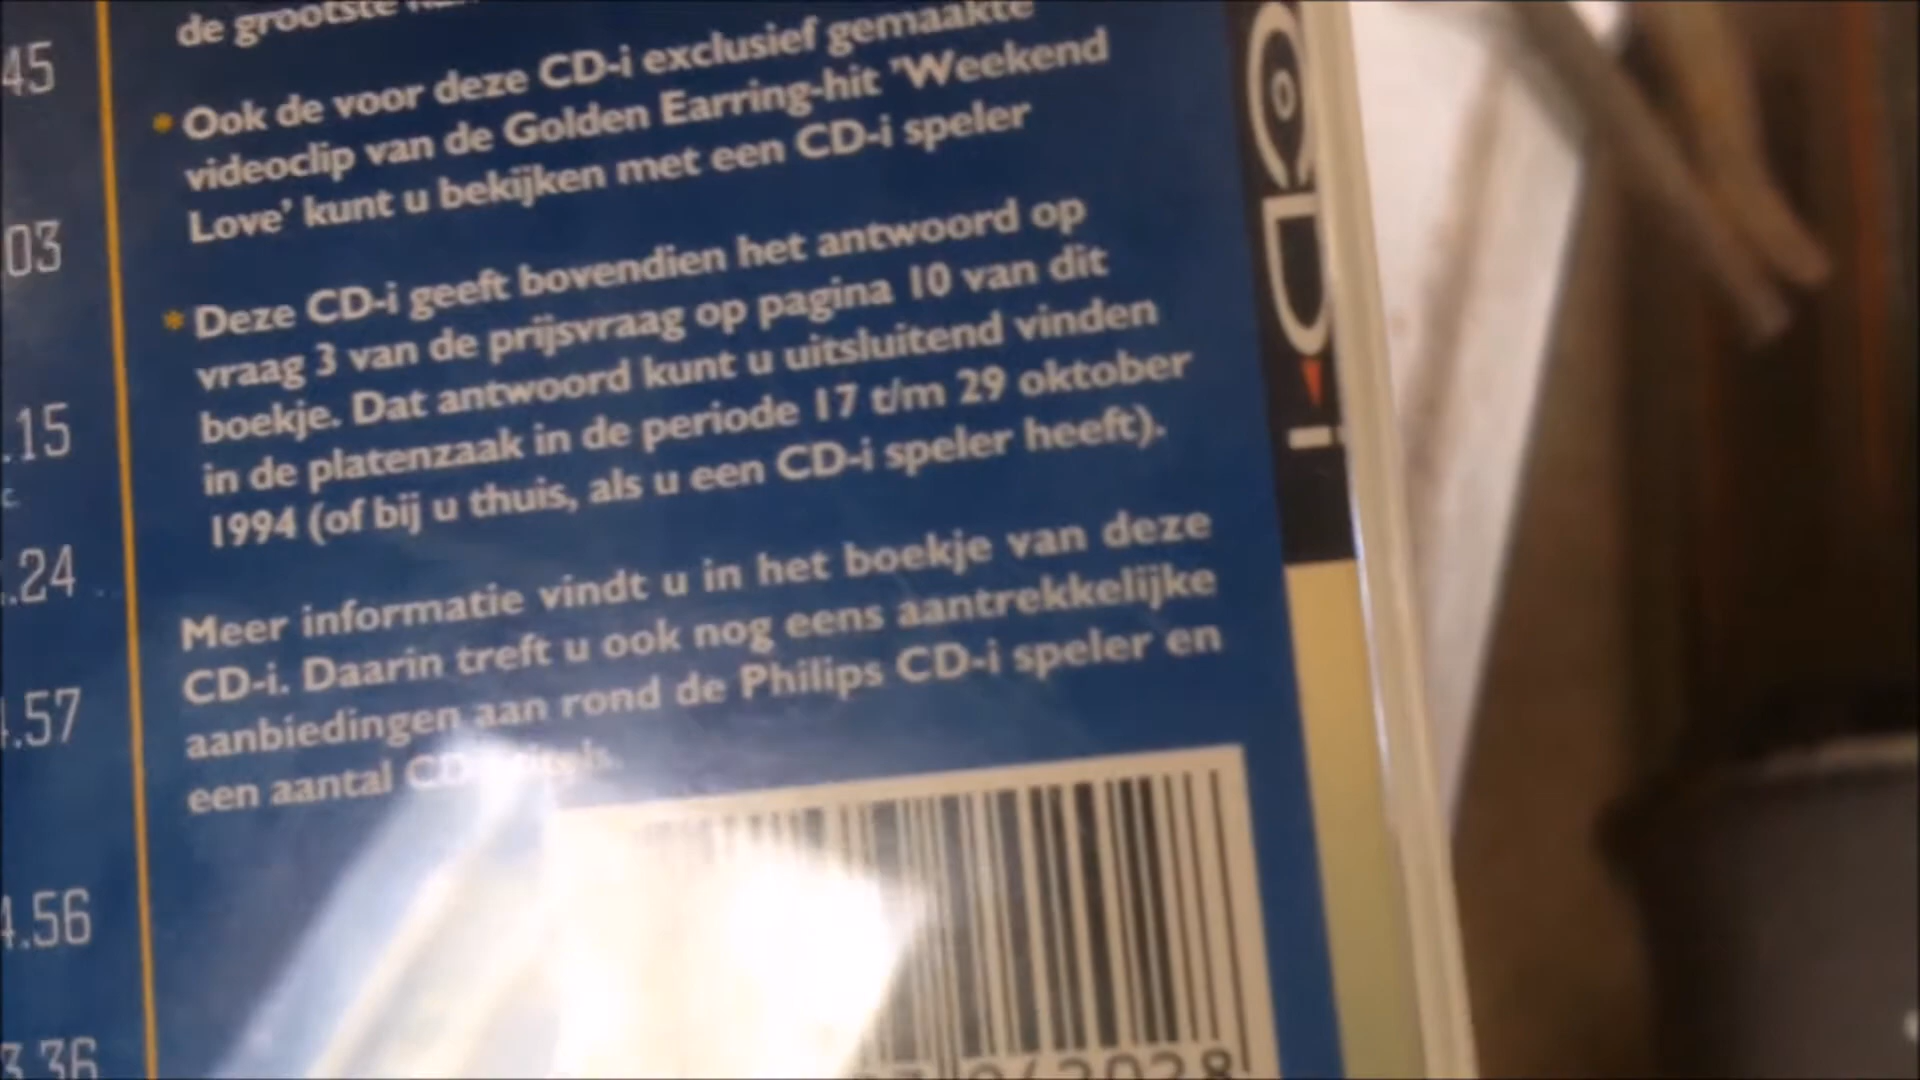 de grootste
* Ook de voor deze CD-i exclusief gemaakte
videoclip van de Golden Earring-hit 'Weekend
Love' kunt u bekijken met een CD-i speler
* Deze CD-i geeft bovendien het antwoord op
vraag 3 van de prijsvraag op pagina 10 van dit
boekje. Dat antwoord kunt u uitsluitend vinden
in de platenzaak in de periode 17 t/m 29 oktober
1994 (of bij u thuis, als u een CD-i speler heeft).
Meer informatie vindt u in het boekje van deze
CD-i. Daarin treft u ook nog eens aantrekkelijke
aanbiedingen aan rond de Philips CD-i speler en
een aantal
45
03
.15
c.
.24
.57
4.56
3.36
CD-i